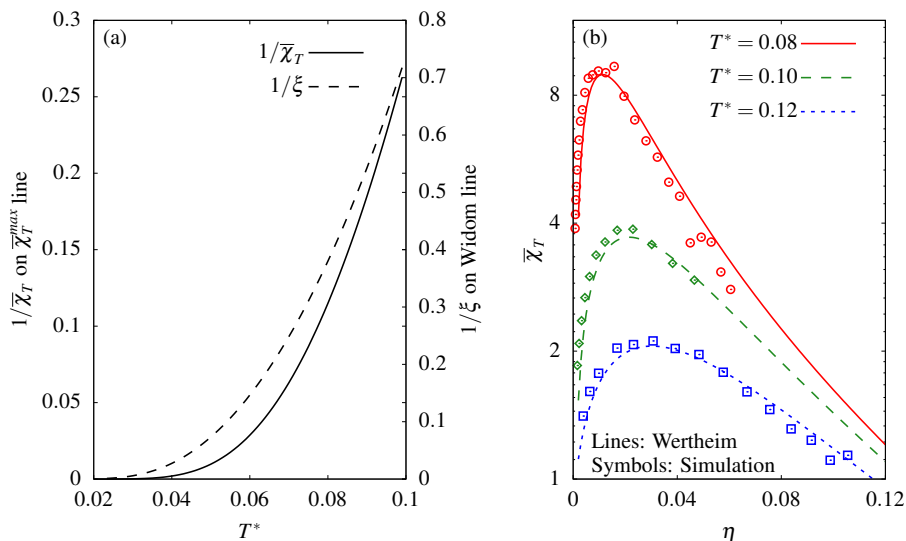 (a)
1/χ̅_T
1/ξ
0.3
0.25
0.2
0.15
0.1
0.05
0
1/χ̅_T on χ̅_T^max line
0.8
0.7
0.6
0.5
0.4
0.3
0.2
0.1
0
1/ξ on Widom line
0.02 0.04 0.06 0.08 0.1
T*
(b)
T* = 0.08
T* = 0.10
T* = 0.12
8
4
2
1
χ̅_T
Lines: Wertheim
Symbols: Simulation
0 0.04 0.08 0.12
η